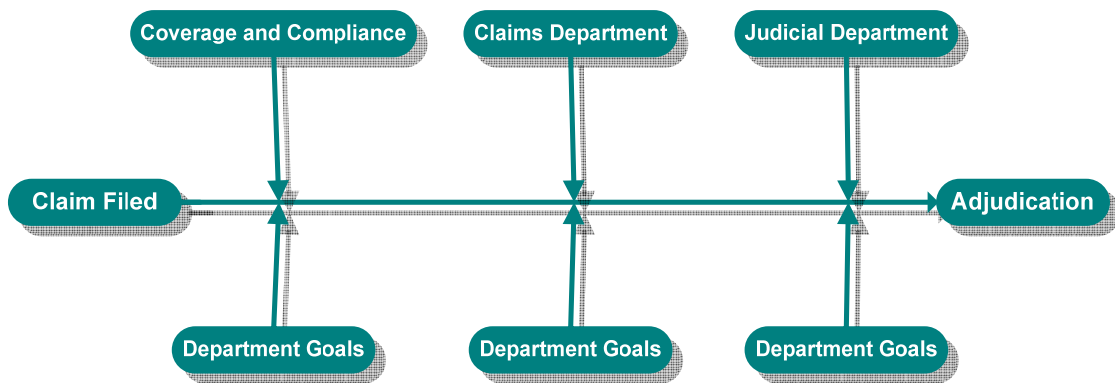 Coverage and Compliance
Claims Department
Judicial Department
Claim Filed
Adjudication
Department Goals
Department Goals
Department Goals